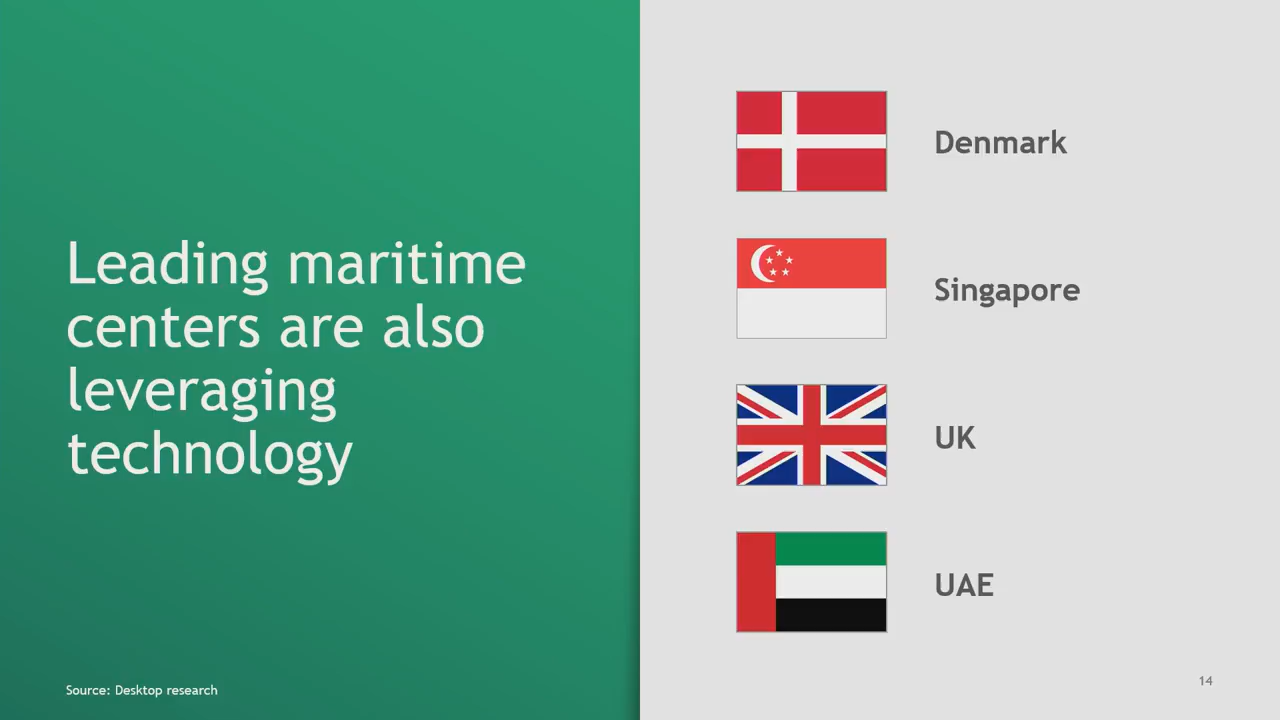 Leading maritime
centers are also
leveraging
technology
Source: Desktop research
Denmark
Singapore
UK
UAE
14